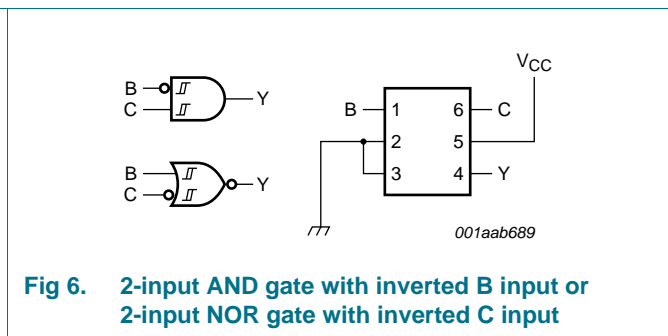 B
C
Y
B
C
Y
VCC
B 1 6 C
2 5
3 4 Y
001aab689
Fig 6. 2-input AND gate with inverted B input or
2-input NOR gate with inverted C input